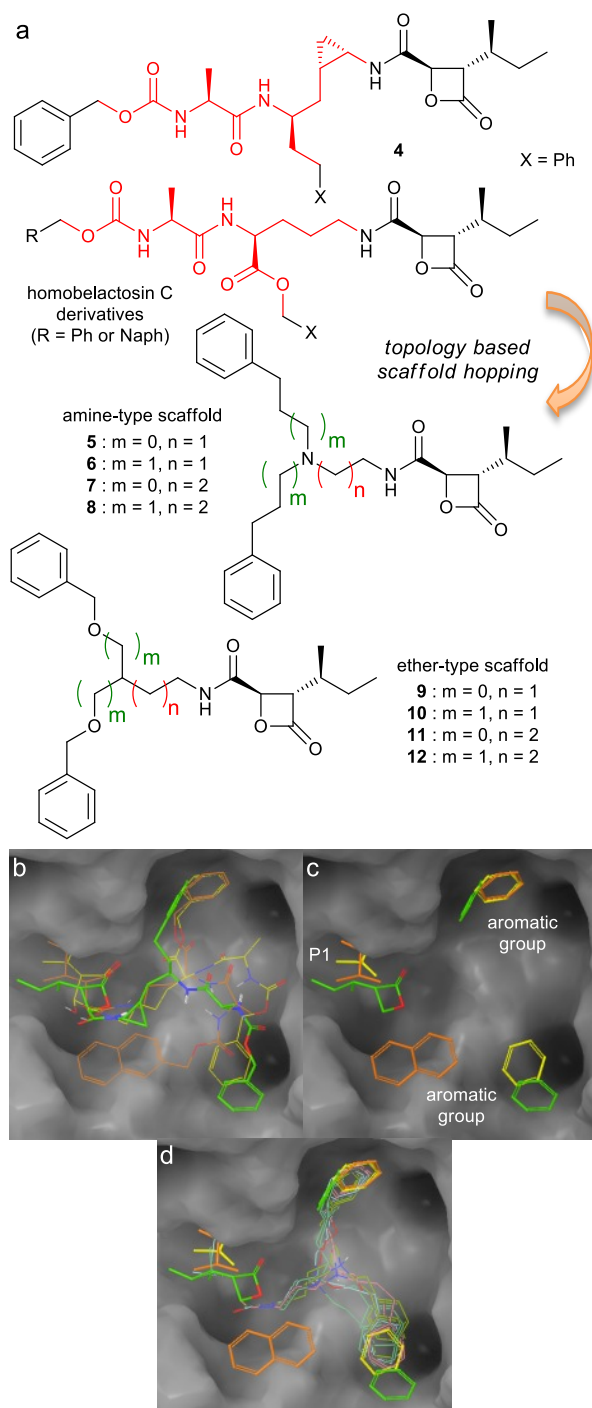 a
O
O
N
H
H
N
O
4
X
H
N
O
O
O
X = Ph
R
O
O
N
H
O
H
N
O
O
X
N
H
O
O
O
homobelactosin C
derivatives
(R = Ph or Naph)
topology based
scaffold hopping
amine-type scaffold
5 : m = 0, n = 1
6 : m = 1, n = 1
7 : m = 0, n = 2
8 : m = 1, n = 2
( )m
N
( )m
( )n
N
H
O
O
O
O
( )m
( )m
( )n
O
N
H
O
O
O
ether-type scaffold
9 : m = 0, n = 1
10 : m = 1, n = 1
11 : m = 0, n = 2
12 : m = 1, n = 2
b
c
P1
aromatic
group
aromatic
group
d